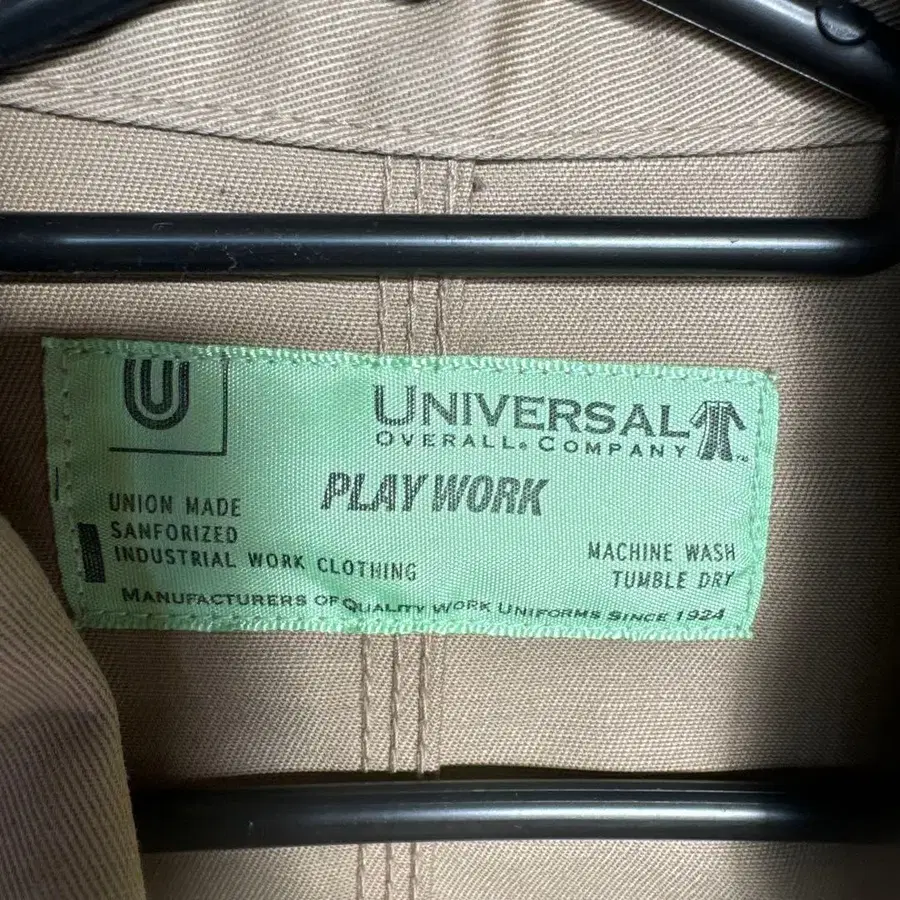 U
UNIVERSAL
OVERALL® COMPANY ™
PLAY WORK
UNION MADE
SANFORIZED
INDUSTRIAL WORK CLOTHING
MACHINE WASH
TUMBLE DRY
MANUFACTURERS OF QUALITY WORK UNIFORMS SINCE 1924